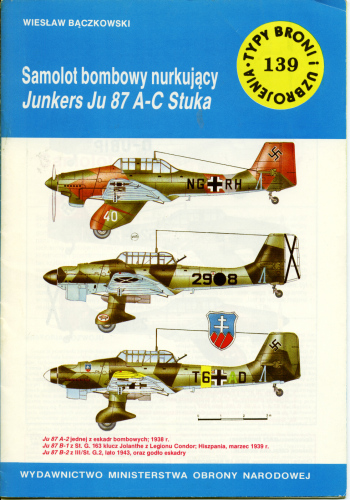 WIESŁAW BĄCZKOWSKI
Samolot bombowy nurkujący
Junkers Ju 87 A-C Stuka
TYPY BRONI i UZBROJENIA
139
NG RH
40
29 8
T6 D
Ju 87 A-2 jednej z eskadr bombowych; 1938 r.
Ju 87 B-1 z St. G. 163 klucz Jolanthe z Legionu Condor; Hiszpania, marzec 1939 r.
Ju 87 B-2 z III/St. G.2, lato 1943, oraz godło eskadry
WYDAWNICTWO MINISTERSTWA OBRONY NARODOWEJ